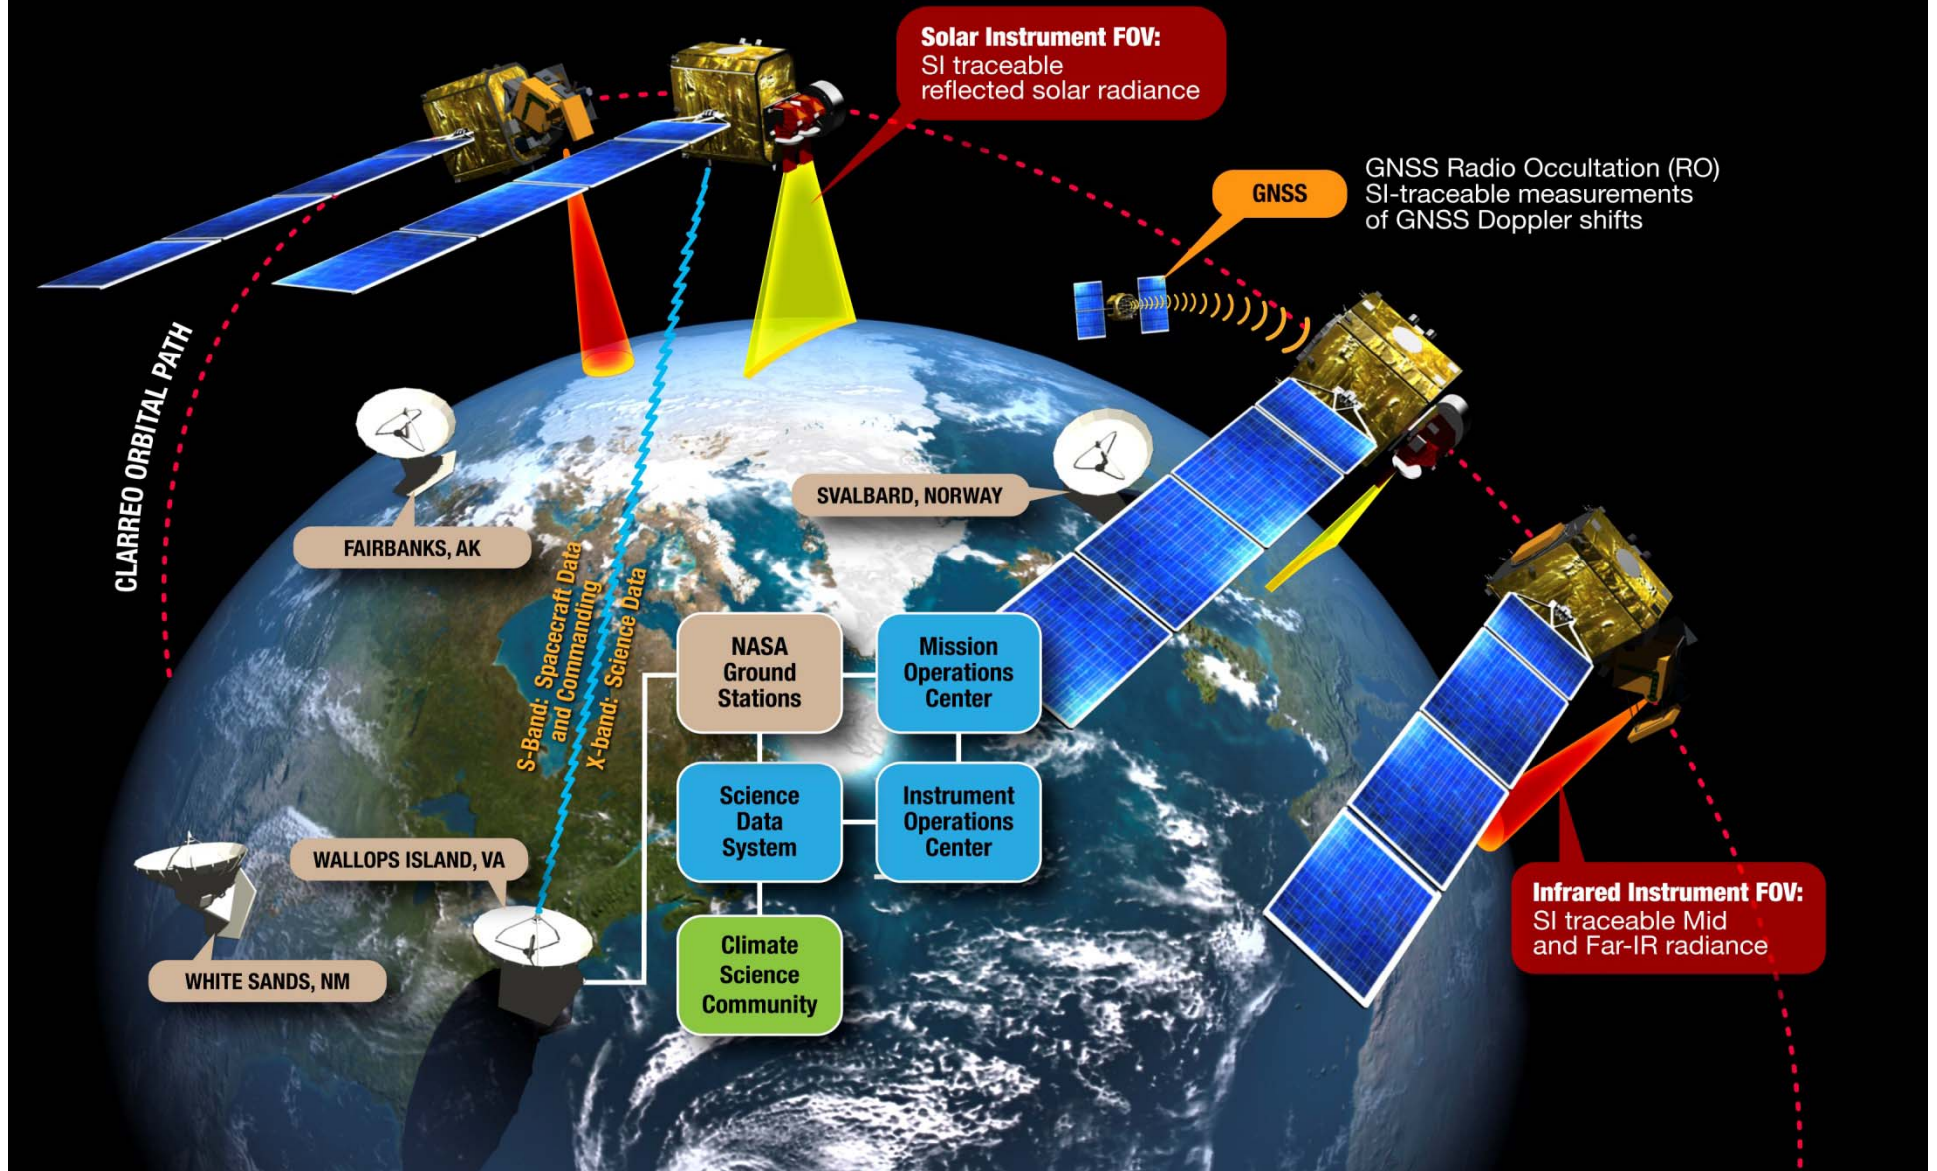 Solar Instrument FOV:
SI traceable
reflected solar radiance
GNSS
GNSS Radio Occultation (RO)
SI-traceable measurements
of GNSS Doppler shifts
CLARREO ORBITAL PATH
SVALBARD, NORWAY
FAIRBANKS, AK
S-Band: Spacecraft Data
and Commanding
X-band: Science Data
NASA
Ground
Stations
Mission
Operations
Center
Science
Data
System
Instrument
Operations
Center
WALLOPS ISLAND, VA
Infrared Instrument FOV:
SI traceable Mid
and Far-IR radiance
WHITE SANDS, NM
Climate
Science
Community